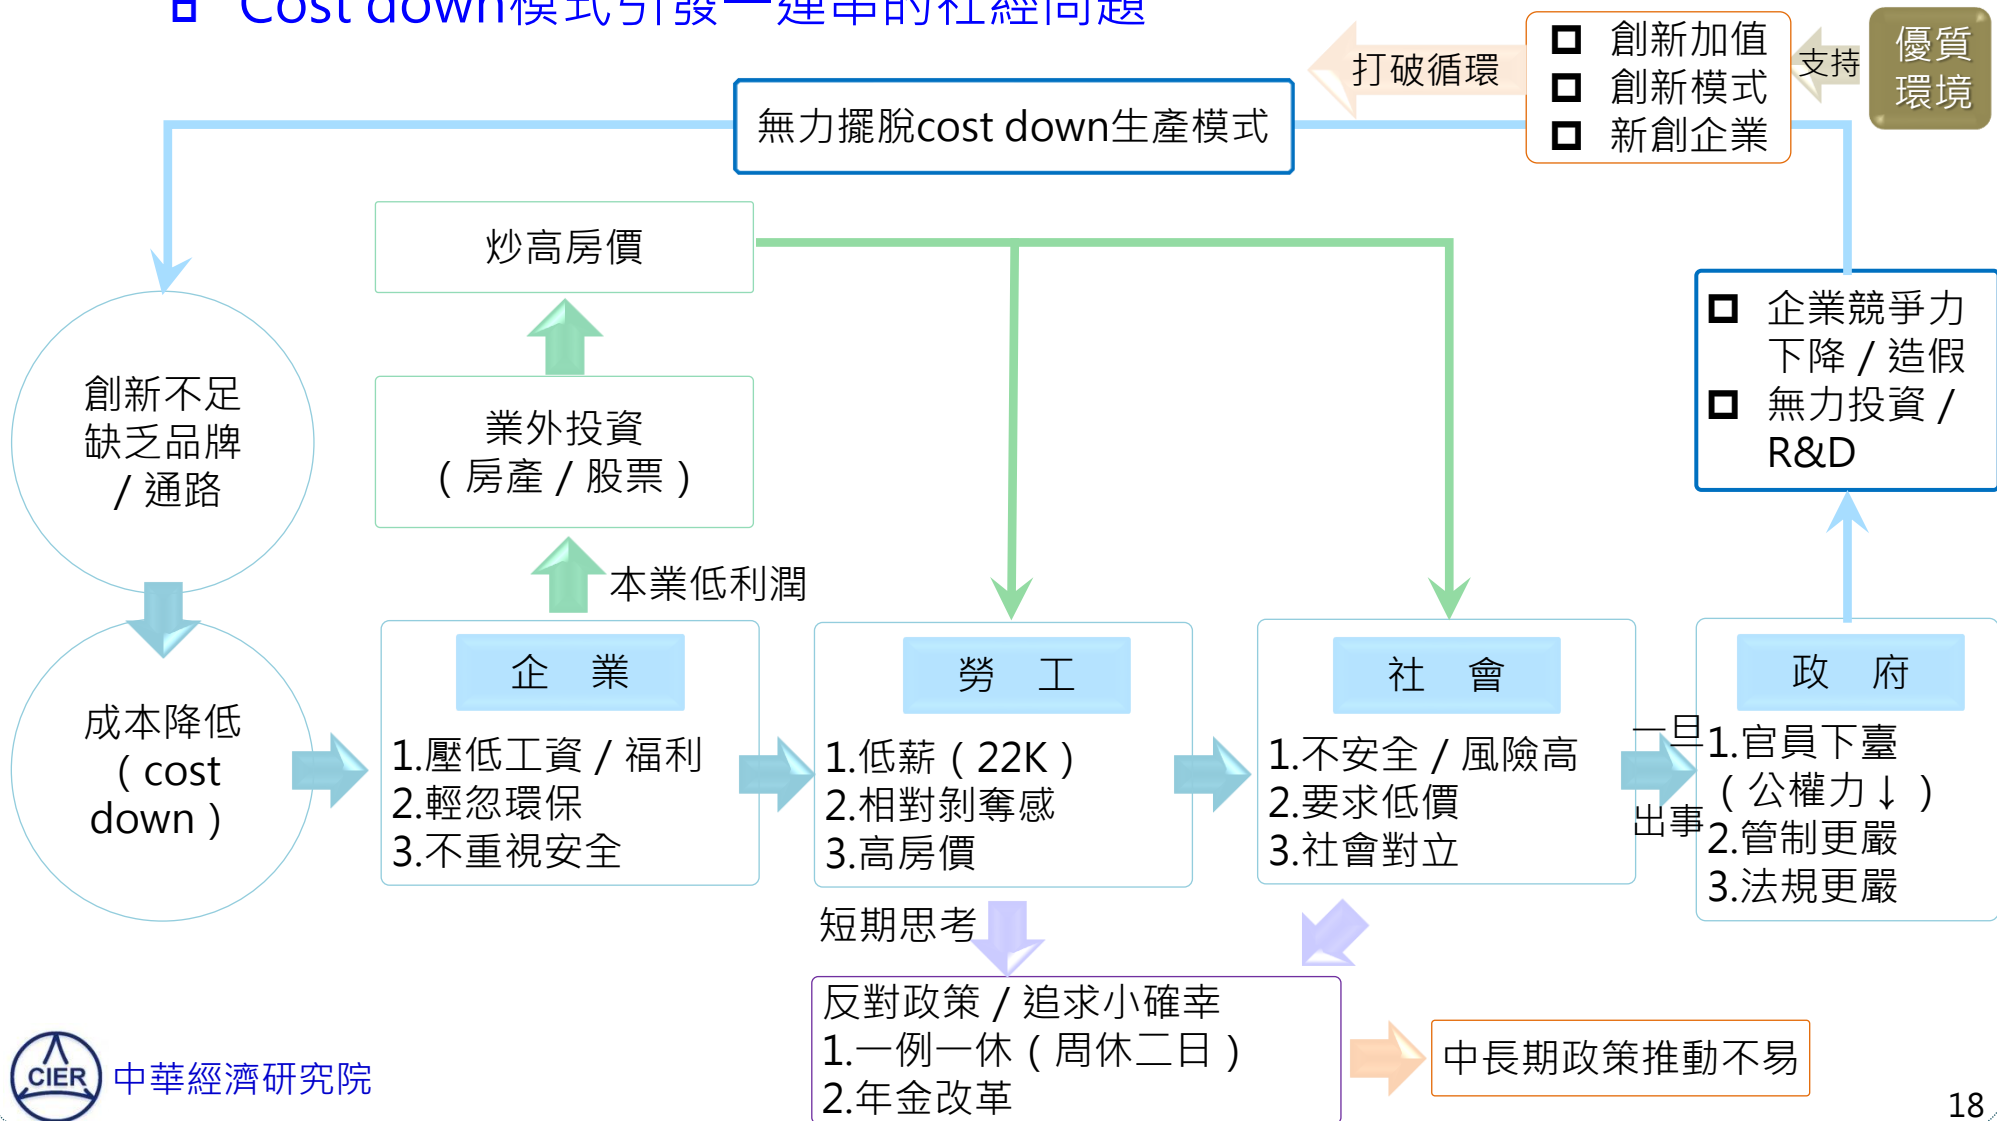 Cost down模式引發一連串的社經問題
打破循環
創新加值
創新模式
新創企業
支持
優質
環境
無力擺脫cost down生產模式
炒高房價
企業競爭力
下降/造假
無力投資/
R&D
創新不足
缺乏品牌
/通路
業外投資
(房產/股票)
本業低利潤
成本降低
(cost
down)
企 業
1.壓低工資/福利
2.輕忽環保
3.不重視安全
勞 工
1.低薪(22K)
2.相對剝奪感
3.高房價
社 會
1.不安全/風險高
2.要求低價
3.社會對立
一旦
出事
政 府
1.官員下臺
(公權力↓)
2.管制更嚴
3.法規更嚴
短期思考
反對政策/追求小確幸
1.一例一休(周休二日)
2.年金改革
中長期政策推動不易
CIER
中華經濟研究院
18